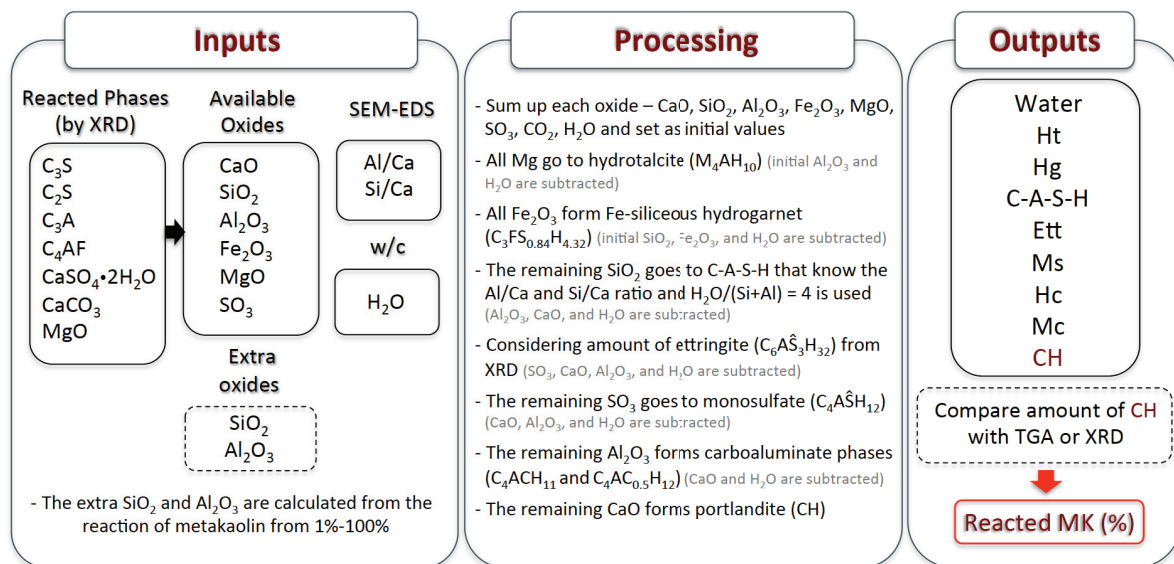 Inputs
Reacted Phases
(by XRD)
C₃S
C₂S
C₃A
C₄AF
CaSO₄•2H₂O
CaCO₃
MgO
Available
Oxides
CaO
SiO₂
Al₂O₃
Fe₂O₃
MgO
SO₃
SEM-EDS
Al/Ca
Si/Ca
w/c
H₂O
Extra
oxides
SiO₂
Al₂O₃
- The extra SiO₂ and Al₂O₃ are calculated from the
reaction of metakaolin from 1%-100%
Processing
- Sum up each oxide – CaO, SiO₂, Al₂O₃, Fe₂O₃, MgO,
SO₃, CO₂, H₂O and set as initial values
- All Mg go to hydrotalcite (M₄AH₁₀) (initial Al₂O₃ and
H₂O are subtracted)
- All Fe₂O₃ form Fe-siliceous hydrogarnet
(C₃FS₀.₈₄H₄.₃₂) (initial SiO₂, Fe₂O₃, and H₂O are subtracted)
- The remaining SiO₂ goes to C-A-S-H that know the
Al/Ca and Si/Ca ratio and H₂O/(Si+Al) = 4 is used
(Al₂O₃, CaO, and H₂O are subtracted)
- Considering amount of ettringite (C₆AŜ₃H₃₂) from
XRD (SO₃, CaO, Al₂O₃, and H₂O are subtracted)
- The remaining SO₃ goes to monosulfate (C₄AŜH₁₂)
(CaO, Al₂O₃, and H₂O are subtracted)
- The remaining Al₂O₃ forms carboaluminate phases
(C₄ACH₁₁ and C₄AC₀.₅H₁₂) (CaO and H₂O are subtracted)
- The remaining CaO forms portlandite (CH)
Outputs
Water
Ht
Hg
C-A-S-H
Ett
Ms
Hc
Mc
CH
Compare amount of CH
with TGA or XRD
Reacted MK (%)